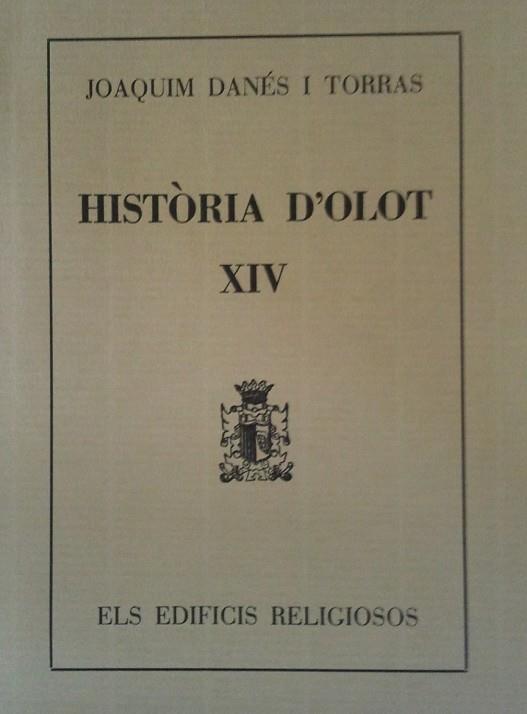 JOAQUIM DANÉS I TORRAS
HISTÒRIA D'OLOT
XIV
ELS EDIFICIS RELIGIOSOS